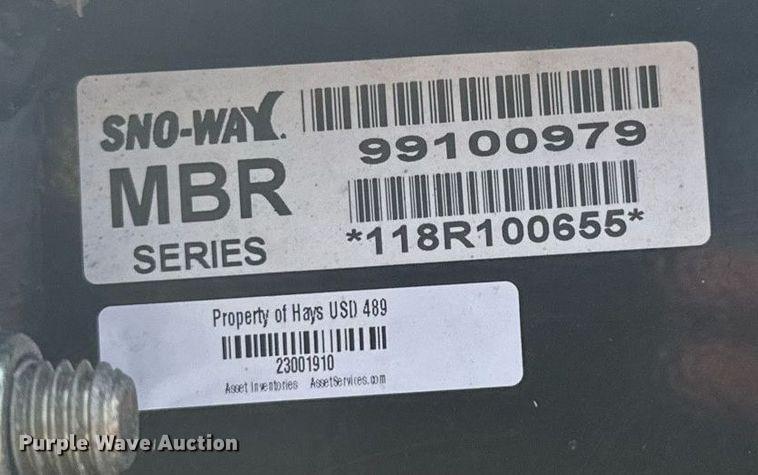 SNO-WAY.
99100979
MBR
SERIES
*118R100655*
Property of Hays USD 489
23001910
Asset Inventories AssetServices.com
Purple Wave Auction